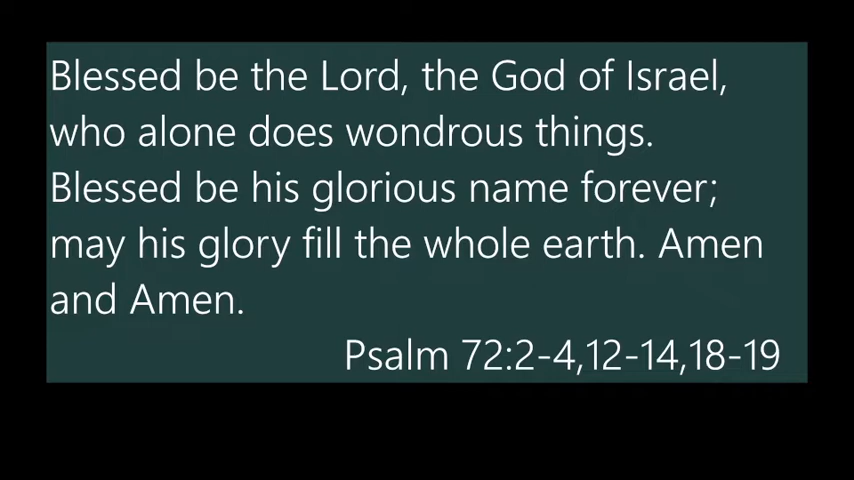 Blessed be the Lord, the God of Israel,
who alone does wondrous things.
Blessed be his glorious name forever;
may his glory fill the whole earth. Amen
and Amen.
Psalm 72:2-4,12-14,18-19